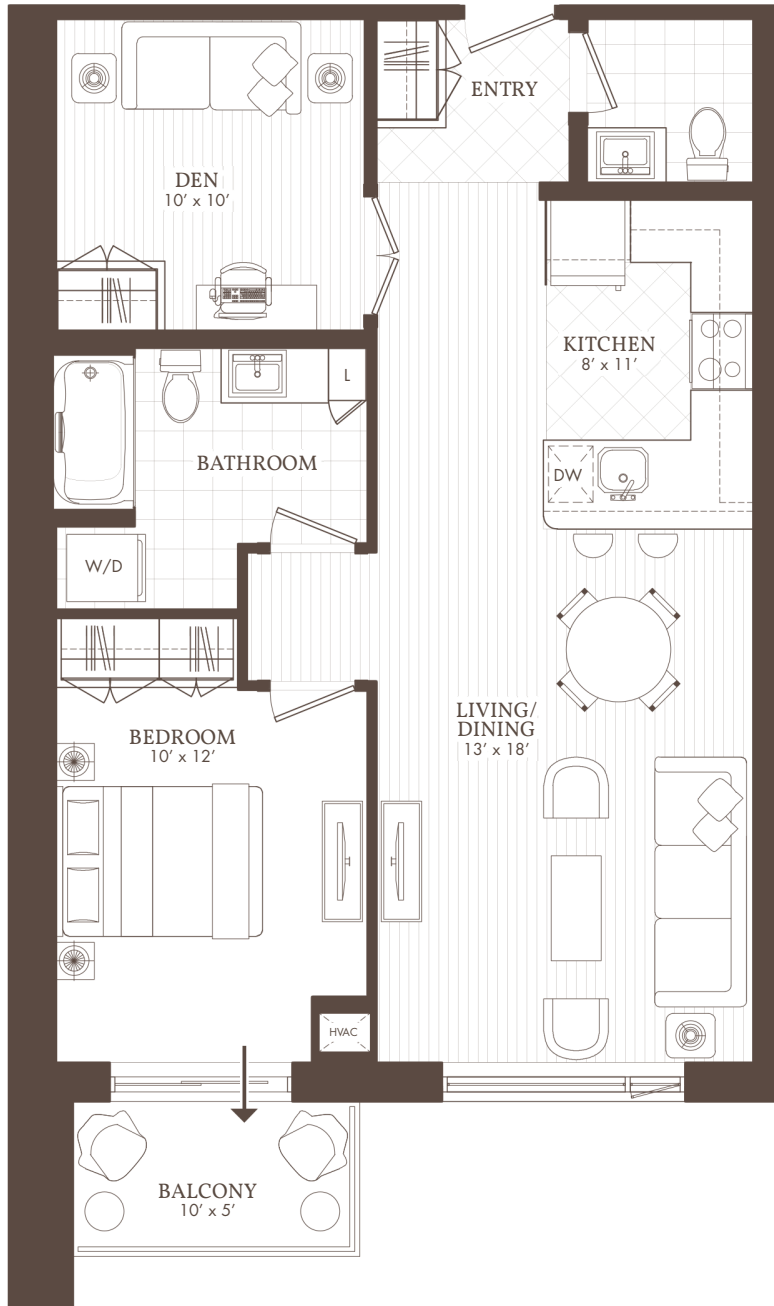 ENTRY
DEN
10’ x 10’
KITCHEN
8’ x 11’
L
BATHROOM
DW
W/D
LIVING/
DINING
13’ x 18’
BEDROOM
10’ x 12’
HVAC
BALCONY
10’ x 5’